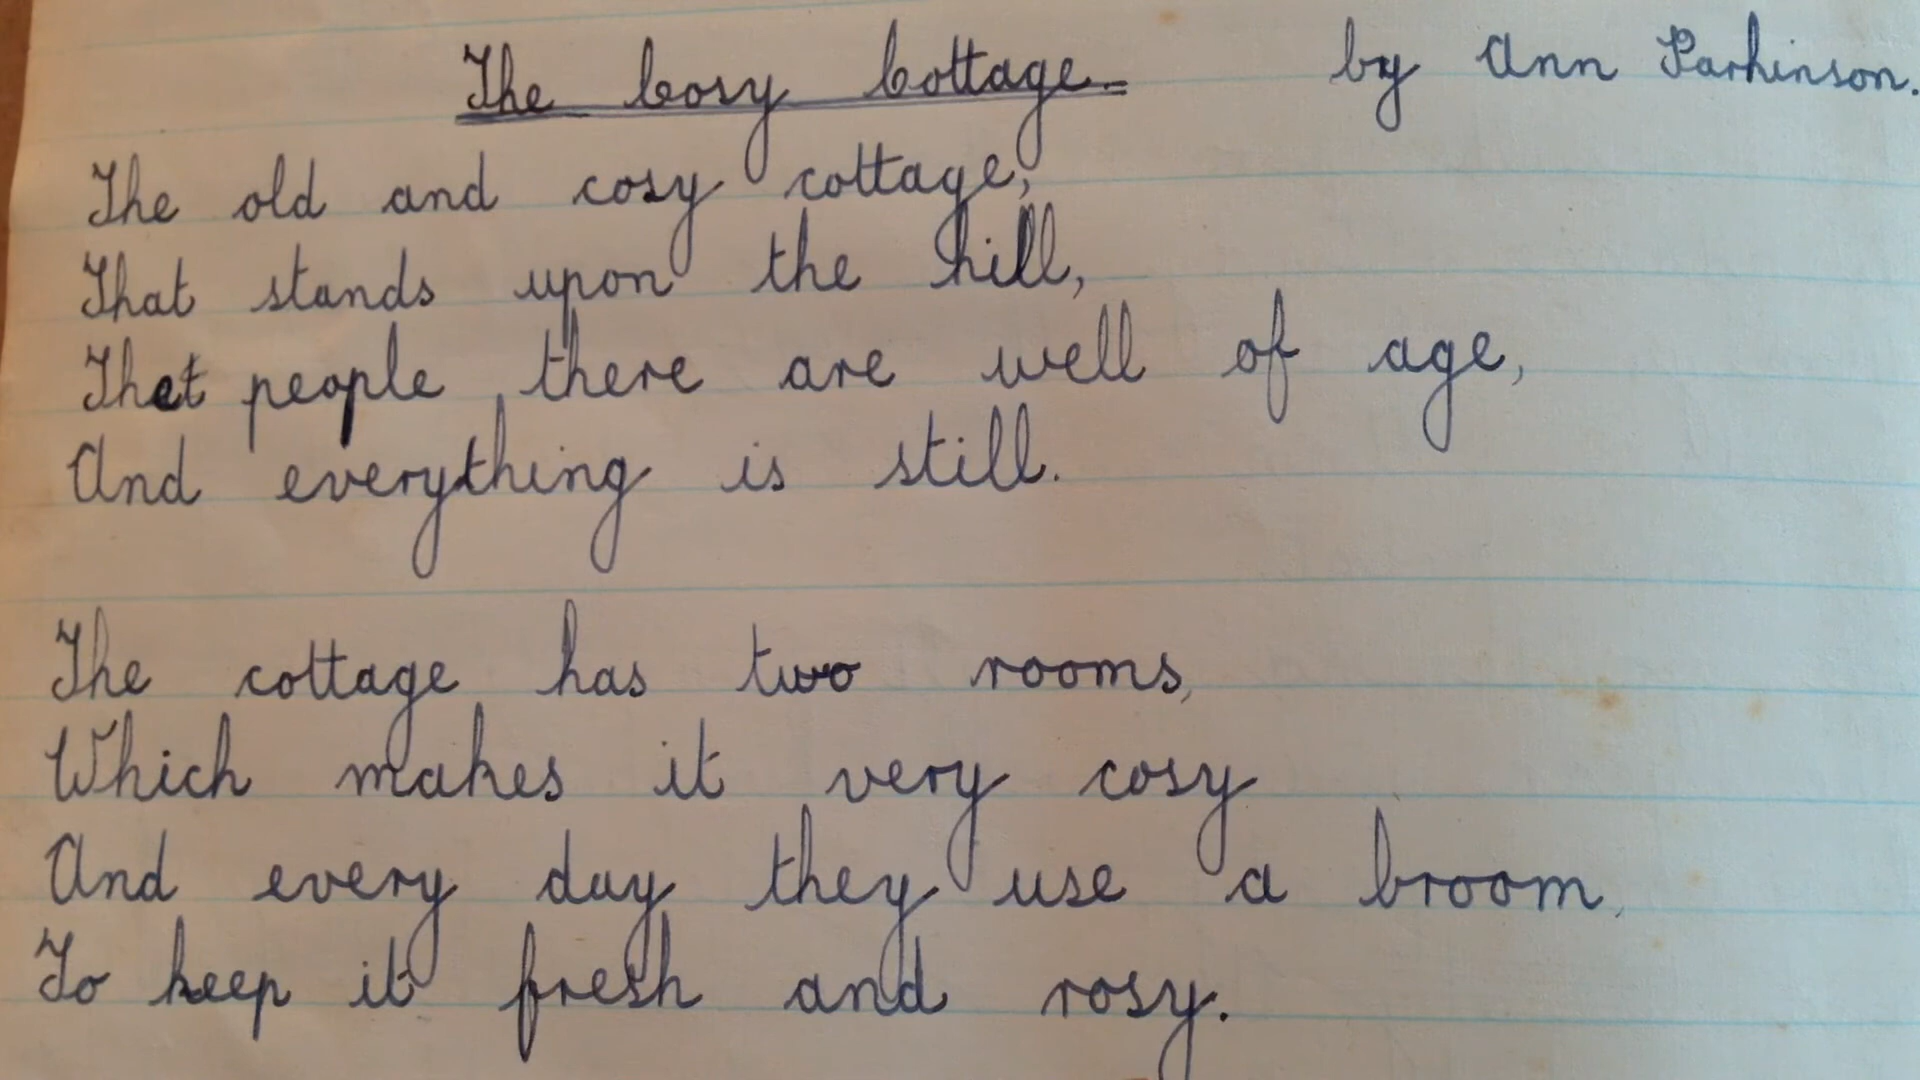 The Cosy Cottage. by Ann Parkinson.
The old and cosy cottage,
That stands upon the hill,
That people there are well of age,
And everything is still.
The cottage has two rooms,
Which makes it very cosy
And every day they use a broom,
To keep it fresh and rosy.